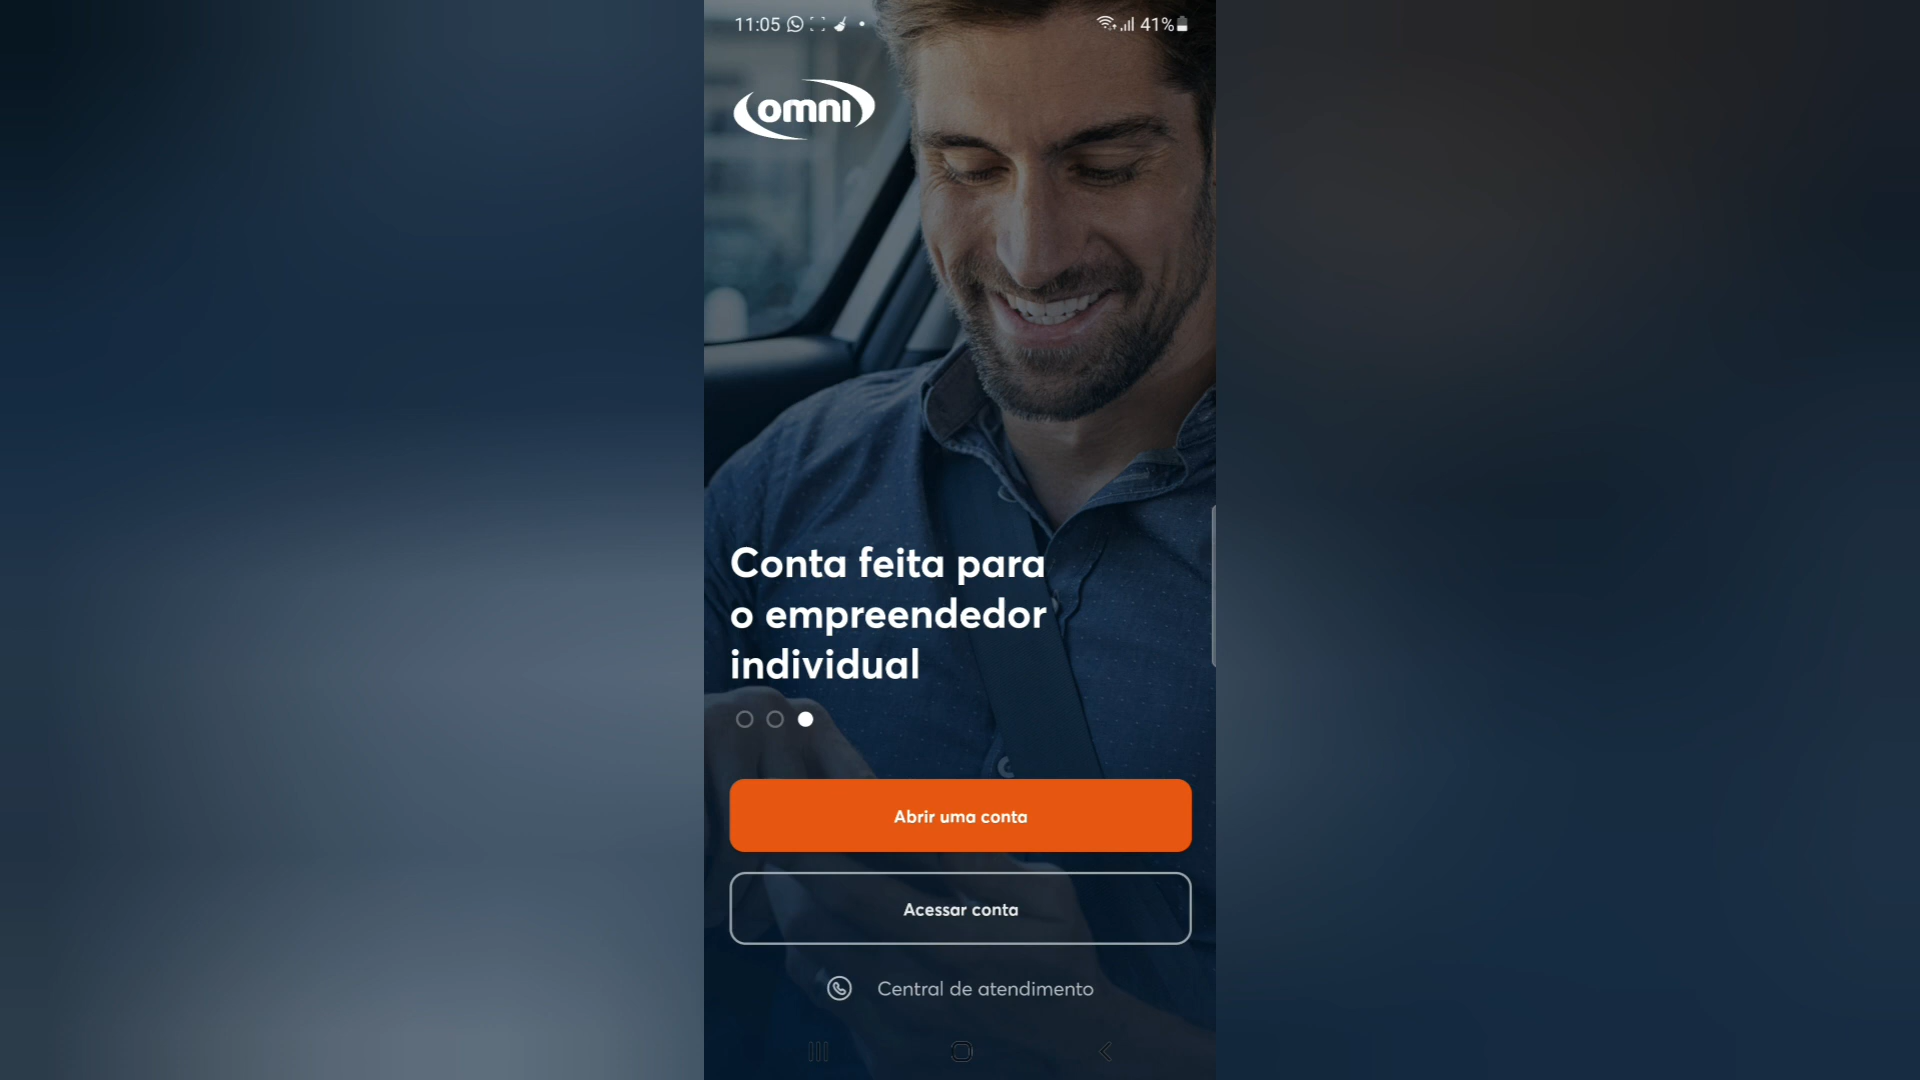 11:05
41%
omni
Conta feita para
o empreendedor
individual
Abrir uma conta
Acessar conta
Central de atendimento